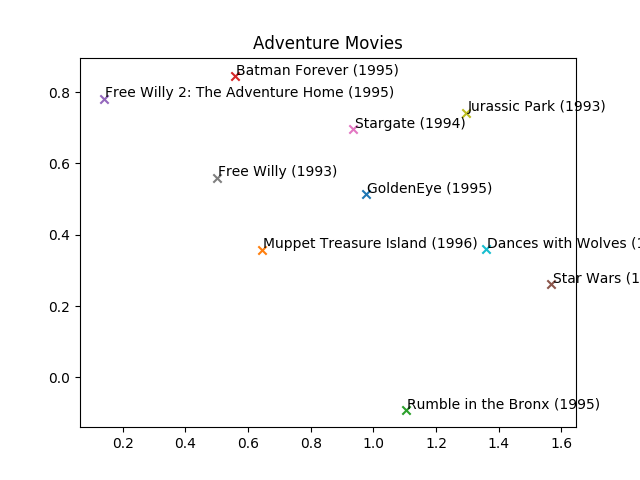 Adventure Movies
Batman Forever (1995)
Free Willy 2: The Adventure Home (1995)
Jurassic Park (1993)
Stargate (1994)
Free Willy (1993)
GoldenEye (1995)
Muppet Treasure Island (1996)
Dances with Wolves (1
Star Wars (19
Rumble in the Bronx (1995)
0.8
0.6
0.4
0.2
0.0
0.2 0.4 0.6 0.8 1.0 1.2 1.4 1.6